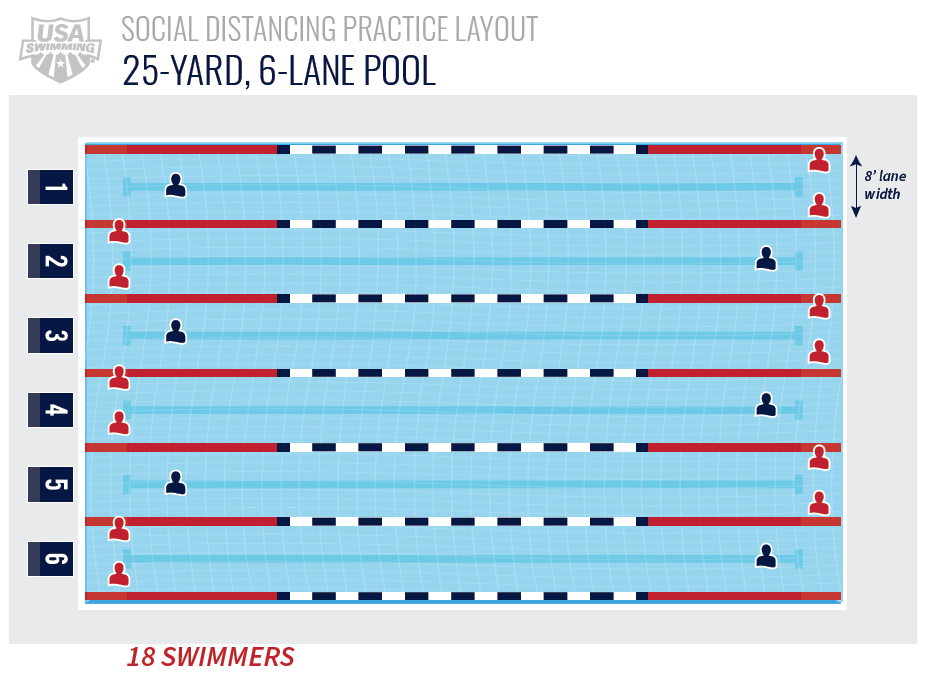 USA
SWIMMING
SOCIAL DISTANCING PRACTICE LAYOUT
25-YARD, 6-LANE POOL
1
8' lane
width
2
3
4
5
6
18 SWIMMERS